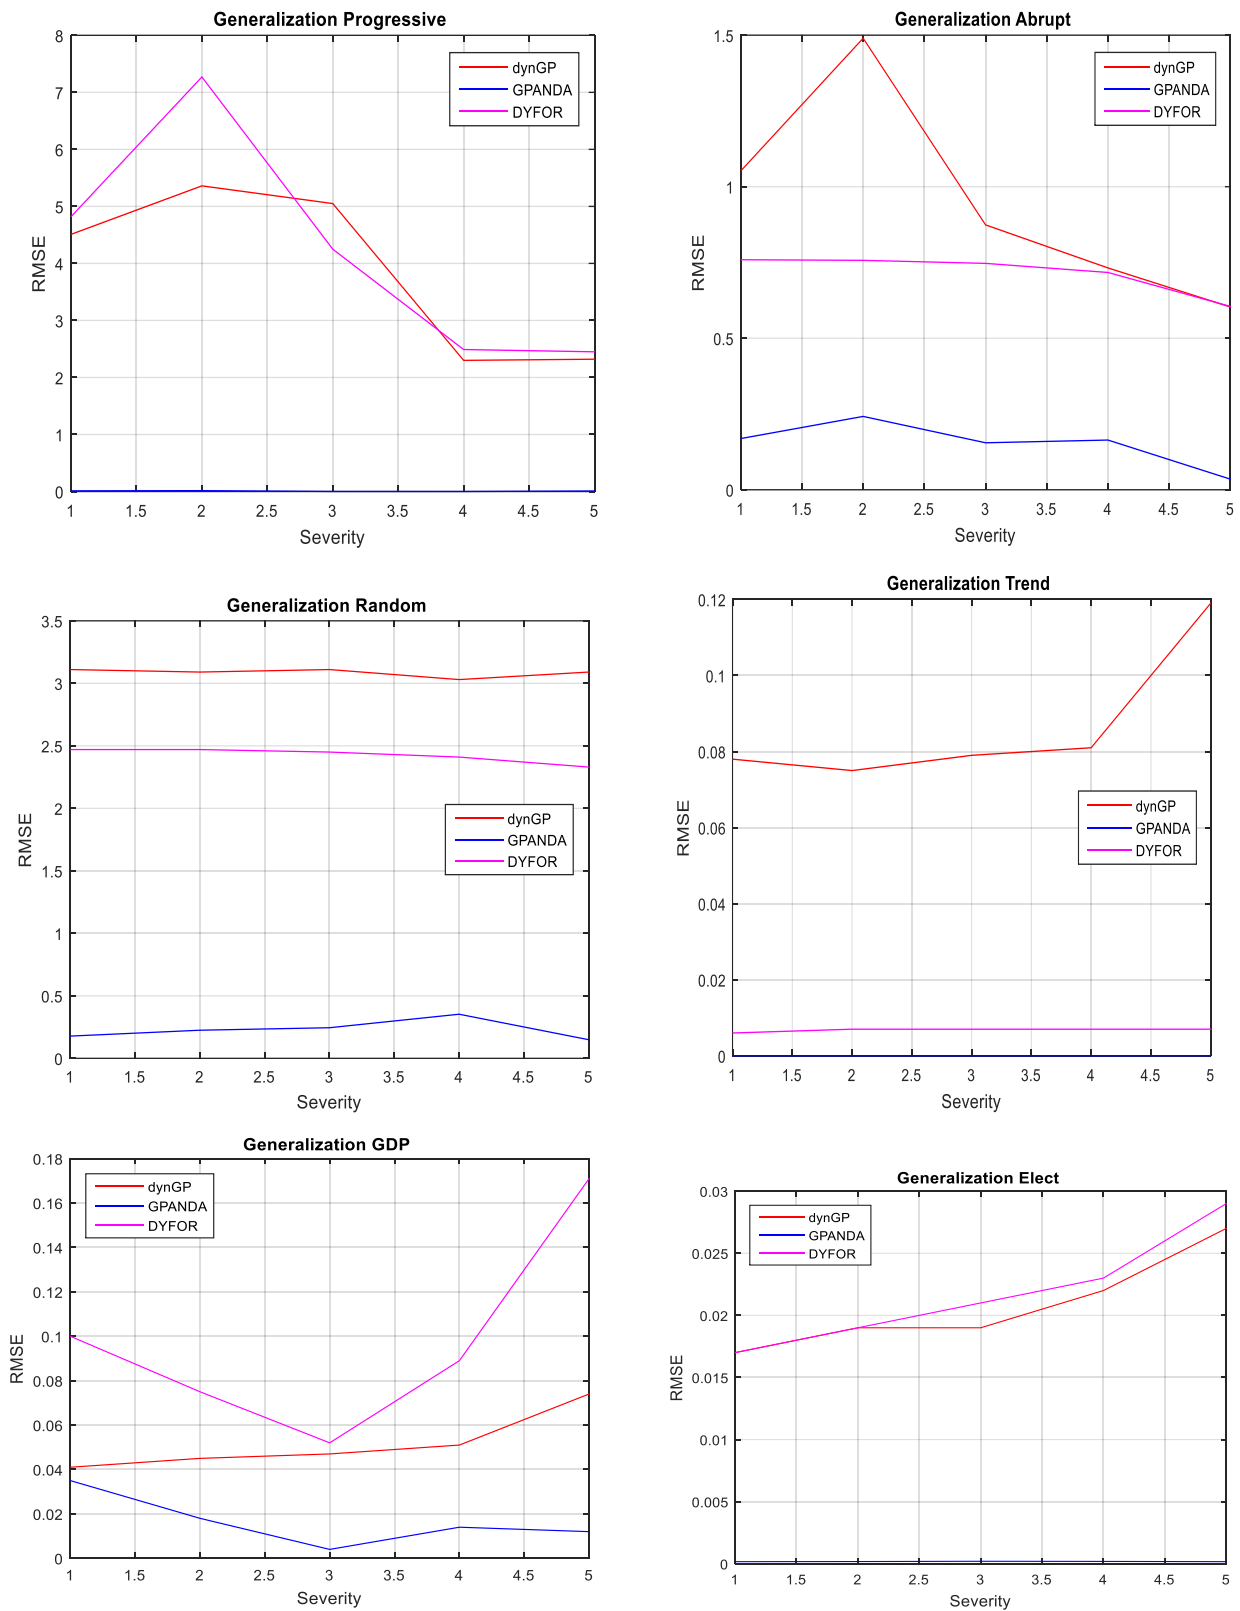 Generalization Progressive
8
7
6
5
4
3
2
1
0
RMSE
dynGP
GPANDA
DYFOR
1 1.5 2 2.5 3 3.5 4 4.5 5
Severity
Generalization Abrupt
1.5
1
0.5
0
RMSE
dynGP
GPANDA
DYFOR
1 1.5 2 2.5 3 3.5 4 4.5 5
Severity
Generalization Random
3.5
3
2.5
2
1.5
1
0.5
0
RMSE
dynGP
GPANDA
DYFOR
1 1.5 2 2.5 3 3.5 4 4.5 5
Severity
Generalization Trend
0.12
0.1
0.08
0.06
0.04
0.02
0
RMSE
dynGP
GPANDA
DYFOR
1 1.5 2 2.5 3 3.5 4 4.5 5
Severity
Generalization GDP
0.18
0.16
0.14
0.12
0.1
0.08
0.06
0.04
0.02
0
RMSE
dynGP
GPANDA
DYFOR
1 1.5 2 2.5 3 3.5 4 4.5 5
Severity
Generalization Elect
0.03
0.025
0.02
0.015
0.01
0.005
0
RMSE
dynGP
GPANDA
DYFOR
1 1.5 2 2.5 3 3.5 4 4.5 5
Severity